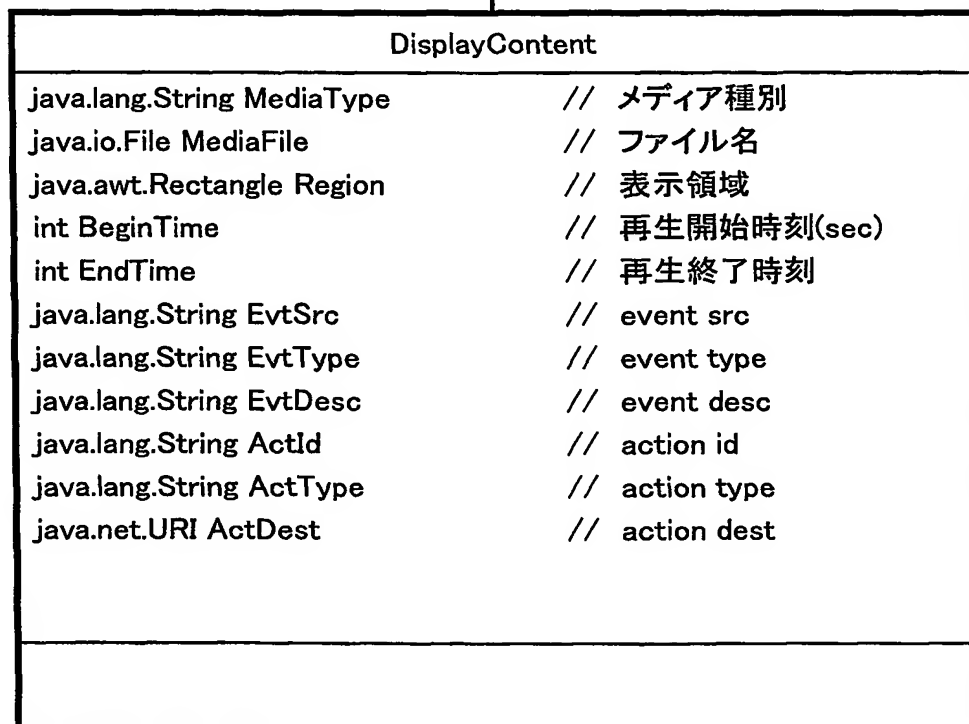 DisplayContent
java.lang.String MediaType // メディア種別
java.io.File MediaFile // ファイル名
java.awt.Rectangle Region // 表示領域
int BeginTime // 再生開始時刻(sec)
int EndTime // 再生終了時刻
java.lang.String EvtSrc // event src
java.lang.String EvtType // event type
java.lang.String EvtDesc // event desc
java.lang.String ActId // action id
java.lang.String ActType // action type
java.net.URI ActDest // action dest